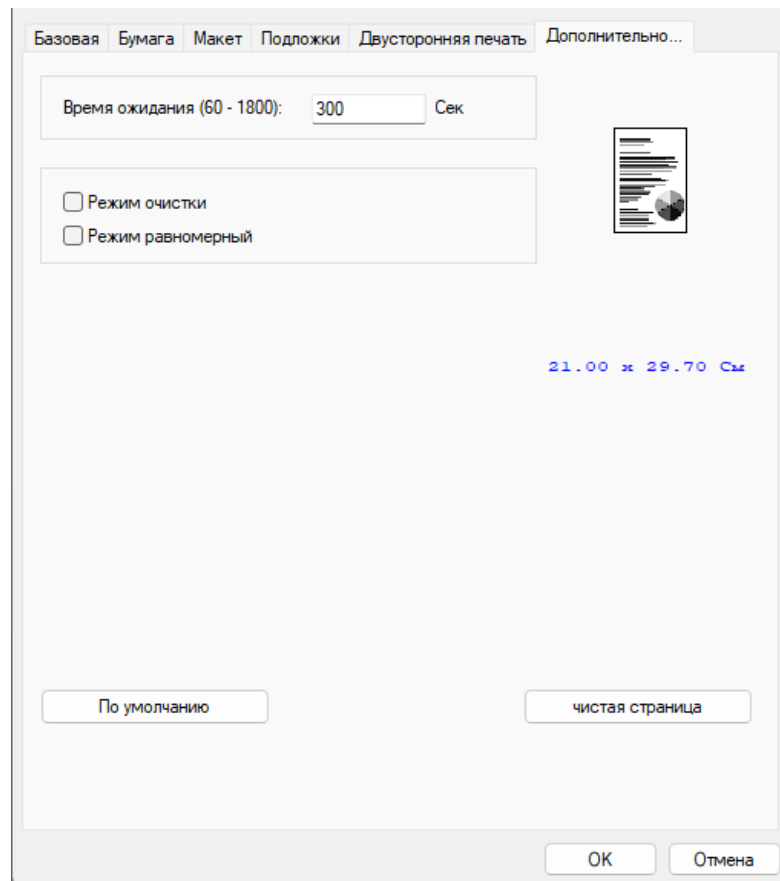 Базовая Бумага Макет Подложки Двусторонняя печать Дополнительно...
Время ожидания (60 - 1800): 300 Сек
Режим очистки
Режим равномерный
21.00 x 29.70 См
По умолчанию чистая страница
OK Отмена